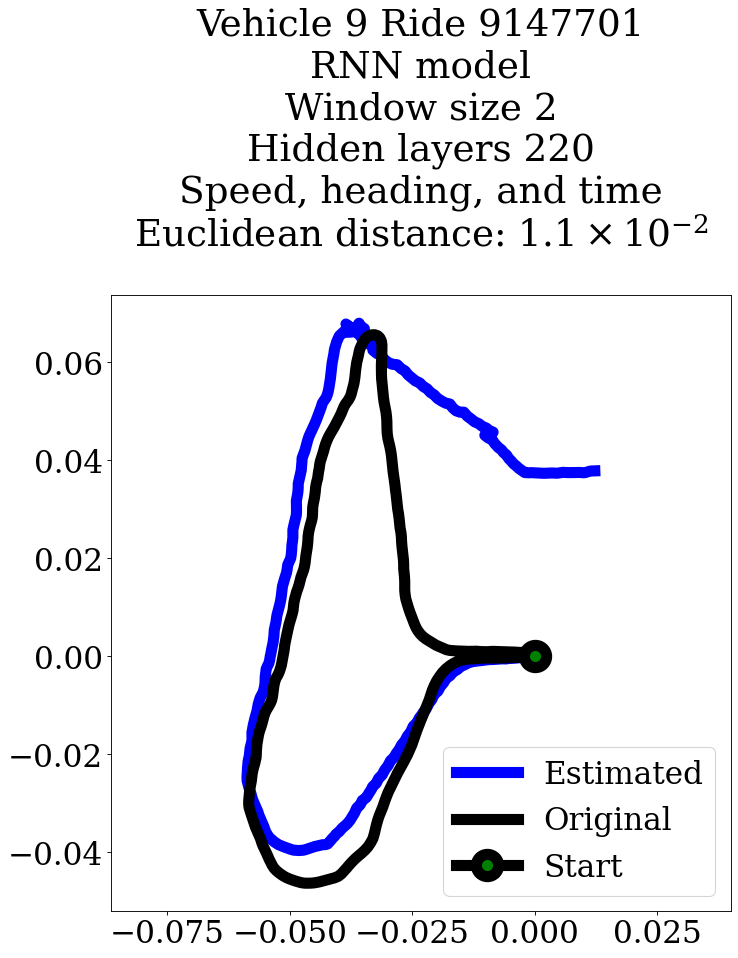 Vehicle 9 Ride 9147701
RNN model
Window size 2
Hidden layers 220
Speed, heading, and time
Euclidean distance: 1.1 × 10⁻²
0.06
0.04
0.02
0.00
−0.02
−0.04
Estimated
Original
Start
−0.075 −0.050 −0.025 0.000 0.025